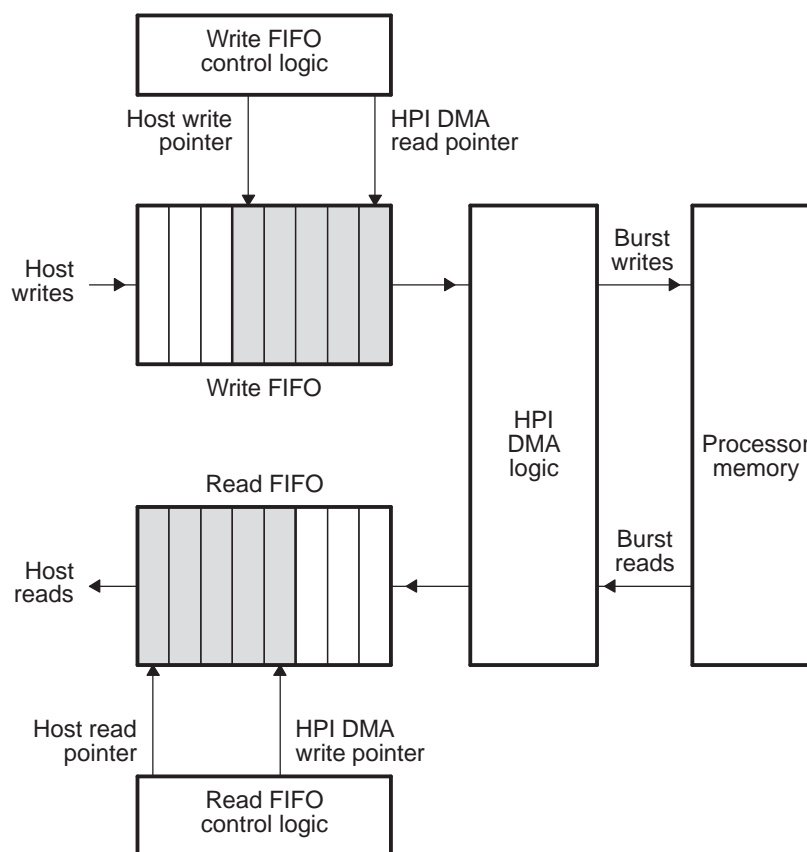 Write FIFO
control logic
Host write
pointer
HPI DMA
read pointer
Host
writes
Burst
writes
Write FIFO
HPI
DMA
logic
Processor
memory
Read FIFO
Host
reads
Burst
reads
Host read
pointer
HPI DMA
write pointer
Read FIFO
control logic